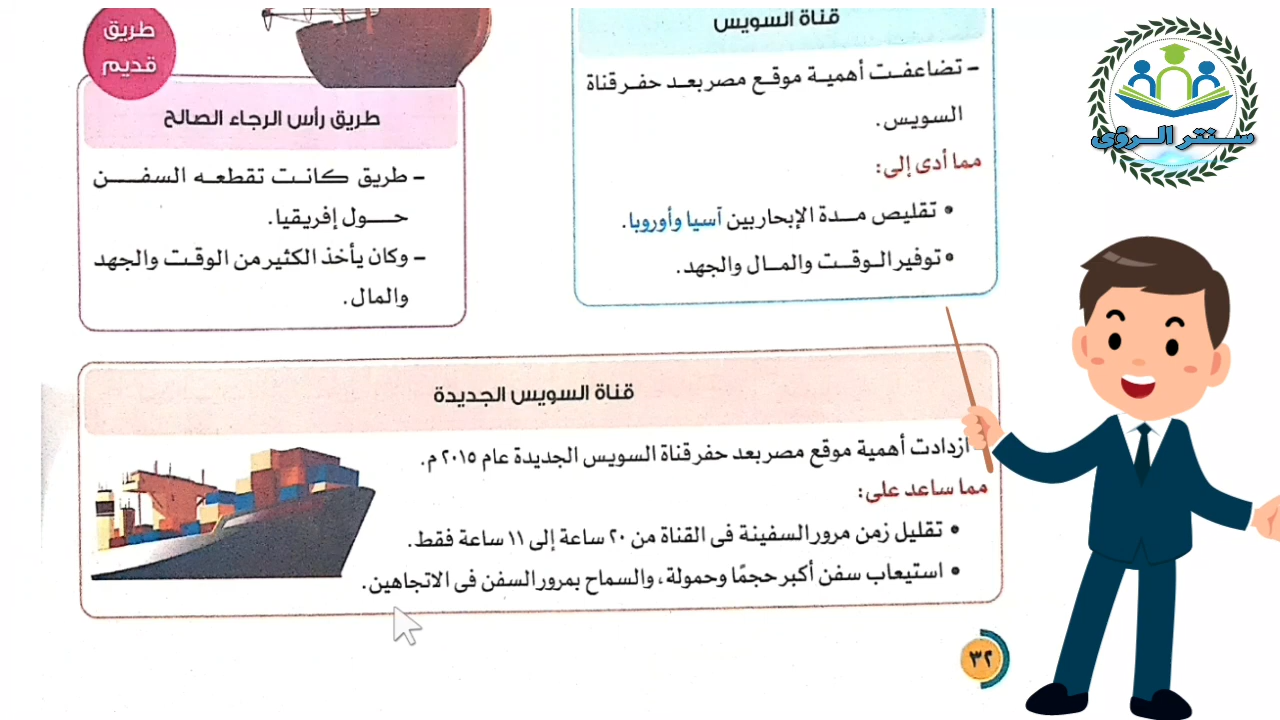 قناة السويس
– تضاعفت أهمية موقع مصر بعد حفر قناة
السويس.
مما أدى إلى:
• تقليص مدة الإبحار بين آسيا وأوروبا.
• توفير الوقت والمال والجهد.
طريق
قديم
طريق رأس الرجاء الصالح
– طريق كانت تقطعه السفن
حول إفريقيا.
– وكان يأخذ الكثير من الوقت والجهد
والمال.
قناة السويس الجديدة
ازدادت أهمية موقع مصر بعد حفر قناة السويس الجديدة عام ٢٠١٥ م.
مما ساعد على:
• تقليل زمن مرور السفينة فى القناة من ٢٠ ساعة إلى ١١ ساعة فقط.
• استيعاب سفن أكبر حجمًا وحمولة، والسماح بمرور السفن فى الاتجاهين.
٣٢
سنتر الرؤى